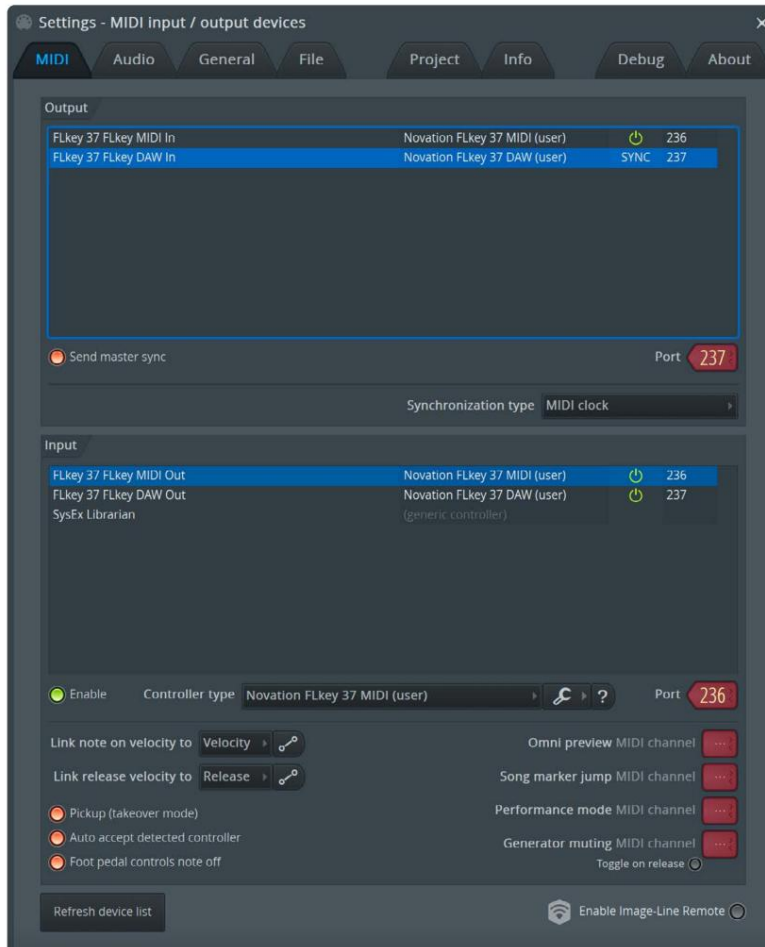 Settings - MIDI input / output devices
MIDI Audio General File Project Info Debug About
Output
FLkey 37 FLkey MIDI In Novation FLkey 37 MIDI (user) 236
FLkey 37 FLkey DAW In Novation FLkey 37 DAW (user) SYNC 237
Send master sync Port 237
Synchronization type MIDI clock
Input
FLkey 37 FLkey MIDI Out Novation FLkey 37 MIDI (user) 236
FLkey 37 FLkey DAW Out Novation FLkey 37 DAW (user) 237
SysEx Librarian (generic controller)
Enable Controller type Novation FLkey 37 MIDI (user) ? Port 236
Link note on velocity to Velocity Omni preview MIDI channel ---
Link release velocity to Release Song marker jump MIDI channel ---
Pickup (takeover mode) Performance mode MIDI channel ---
Auto accept detected controller Generator muting MIDI channel ---
Foot pedal controls note off Toggle on release
Refresh device list Enable Image-Line Remote